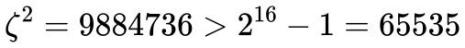 ζ² = 9884736 > 2¹⁶ − 1 = 65535